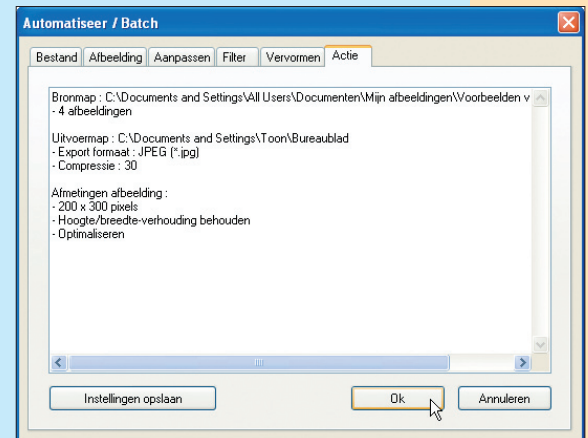 Automatiseer / Batch
Bestand Afbeelding Aanpassen Filter Vervormen Actie
Bronmap : C:\Documents and Settings\All Users\Documenten\Mijn afbeeldingen\Voorbeelden v
- 4 afbeeldingen
Uitvoermap : C:\Documents and Settings\Toon\Bureaublad
- Export formaat : JPEG (*.jpg)
- Compressie : 30
Afmetingen afbeelding :
- 200 x 300 pixels
- Hoogte/breedte-verhouding behouden
- Optimaliseren
Instellingen opslaan Ok Annuleren